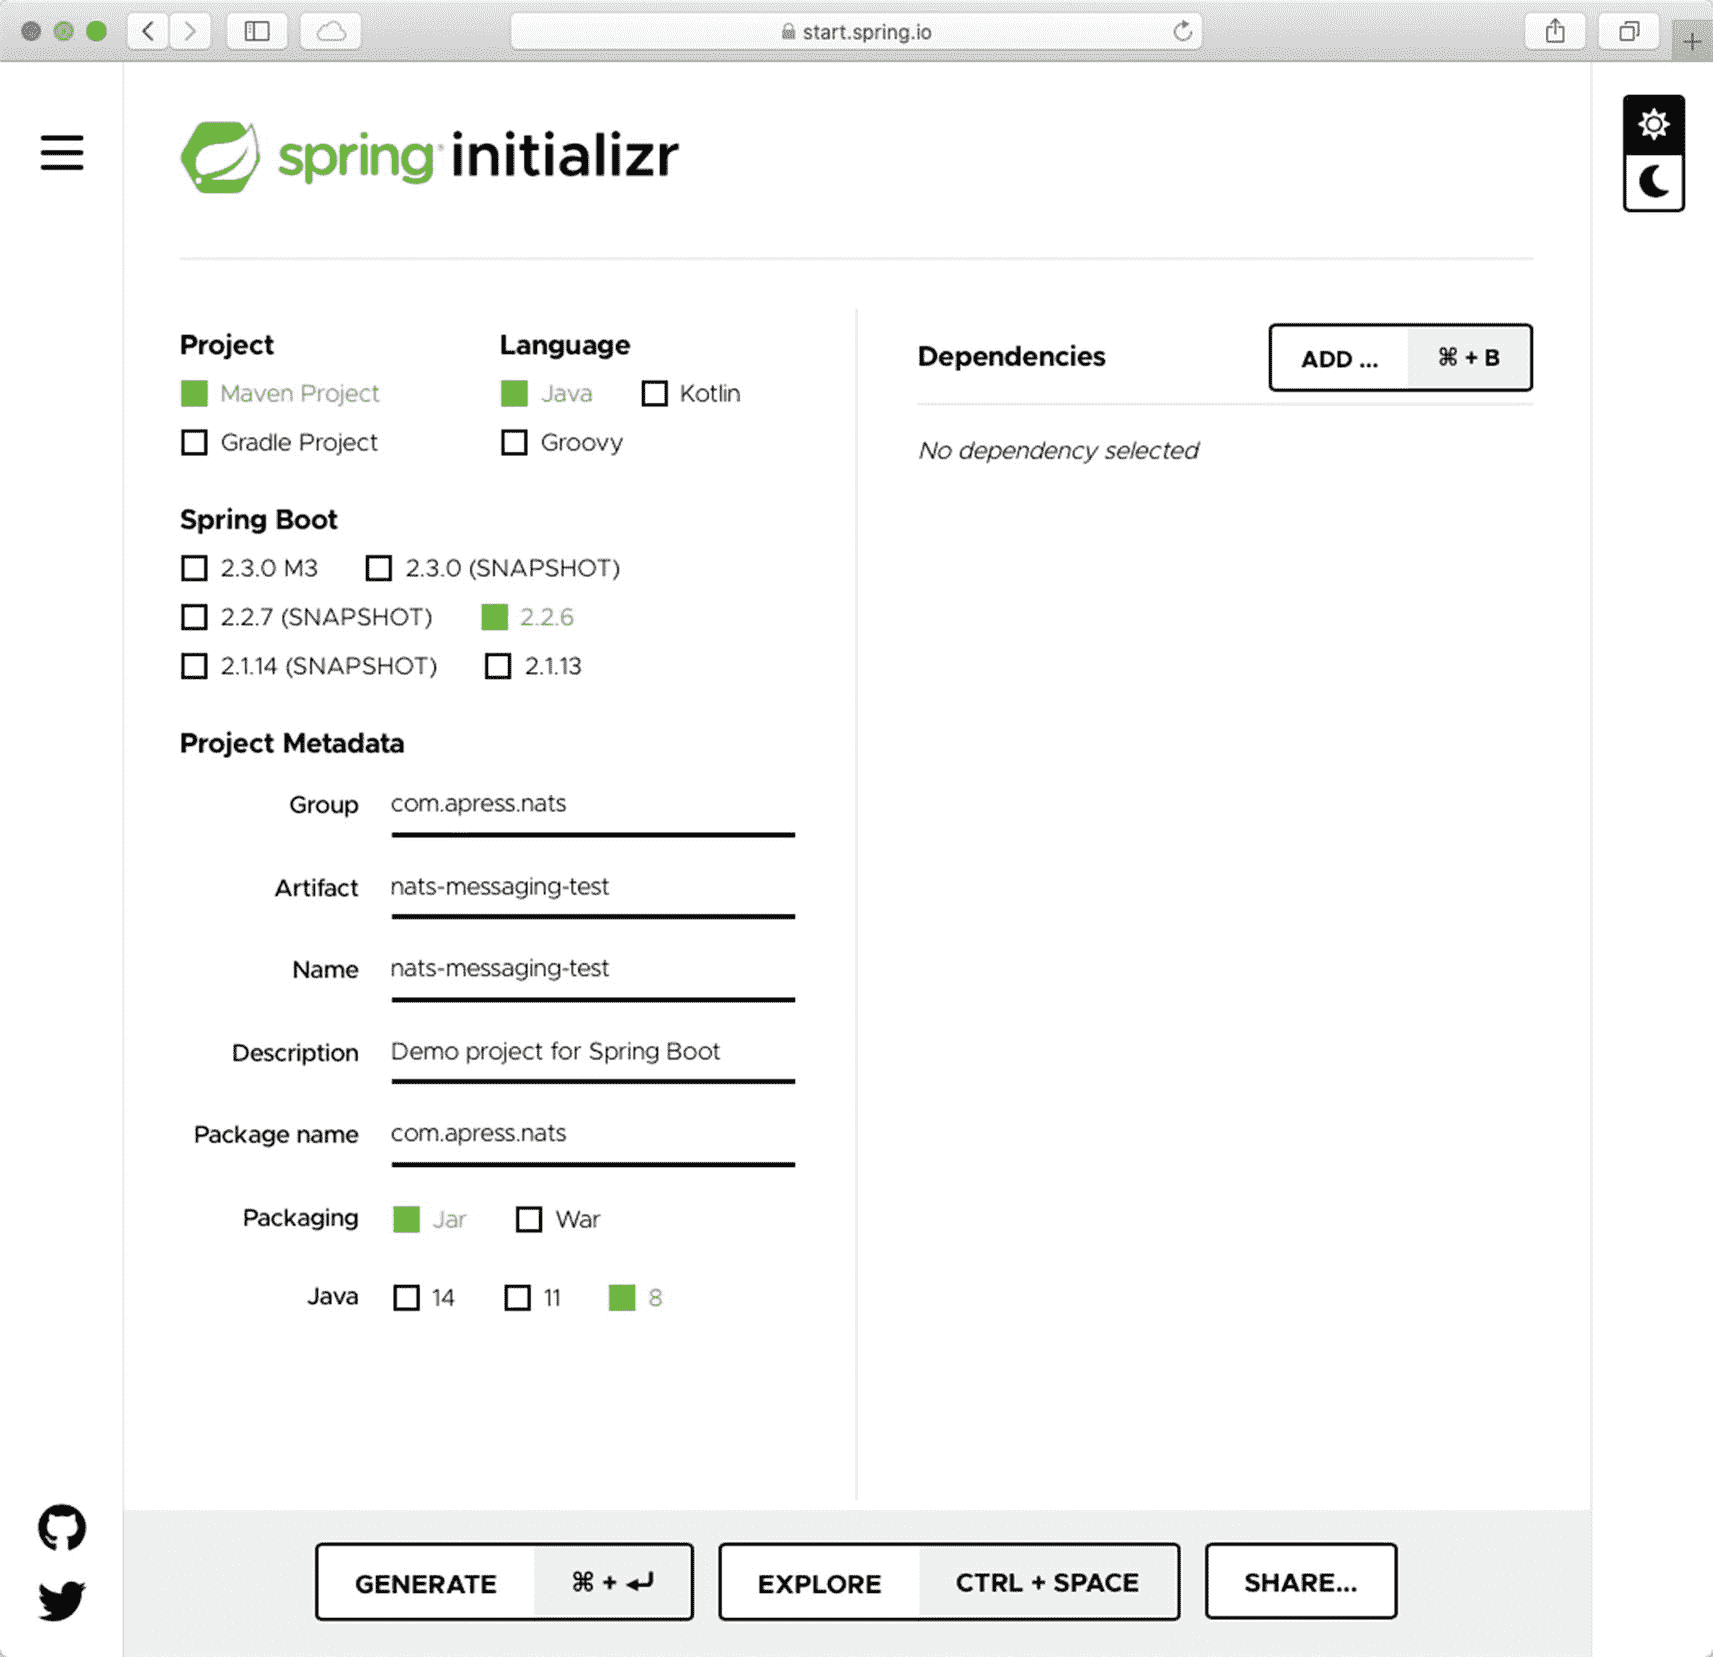 start.spring.io
spring initializr
Project
Maven Project
Gradle Project
Language
Java Kotlin
Groovy
Spring Boot
2.3.0 M3 2.3.0 (SNAPSHOT)
2.2.7 (SNAPSHOT) 2.2.6
2.1.14 (SNAPSHOT) 2.1.13
Project Metadata
Group com.apress.nats
Artifact nats-messaging-test
Name nats-messaging-test
Description Demo project for Spring Boot
Package name com.apress.nats
Packaging Jar War
Java 14 11 8
Dependencies
ADD ... ⌘ + B
No dependency selected
GENERATE ⌘ + ↵
EXPLORE CTRL + SPACE
SHARE...